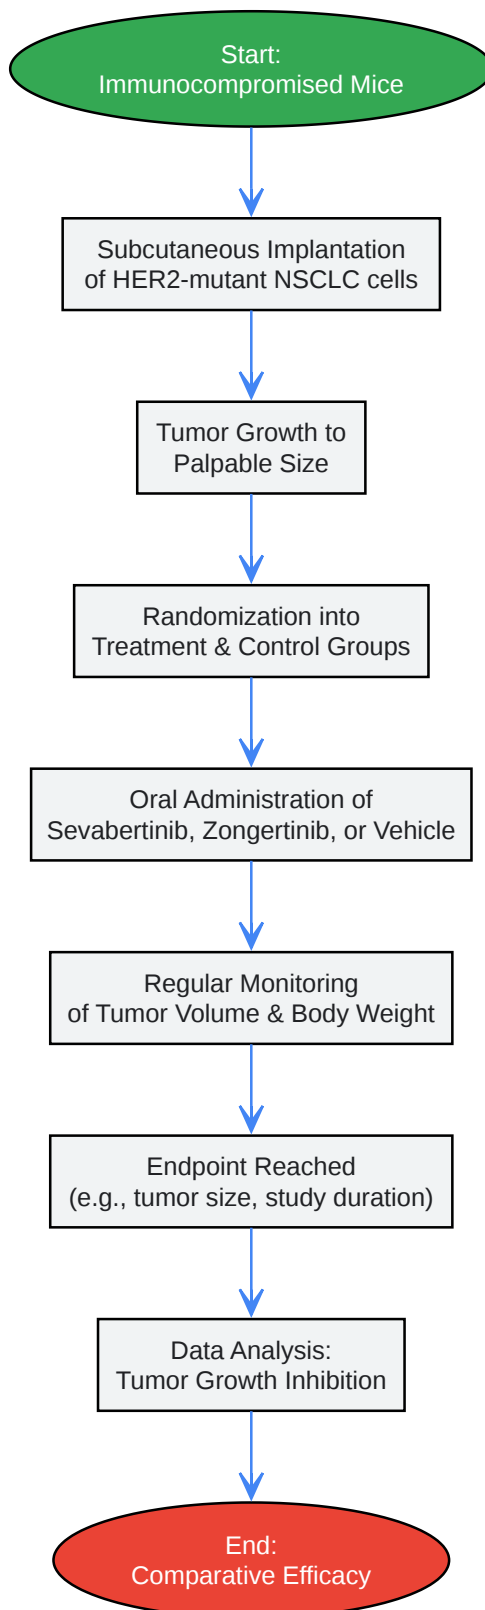 Start:
Immunocompromised Mice
Subcutaneous Implantation
of HER2-mutant NSCLC cells
Tumor Growth to
Palpable Size
Randomization into
Treatment & Control Groups
Oral Administration of
Sevabertinib, Zongertinib, or Vehicle
Regular Monitoring
of Tumor Volume & Body Weight
Endpoint Reached
(e.g., tumor size, study duration)
Data Analysis:
Tumor Growth Inhibition
End:
Comparative Efficacy